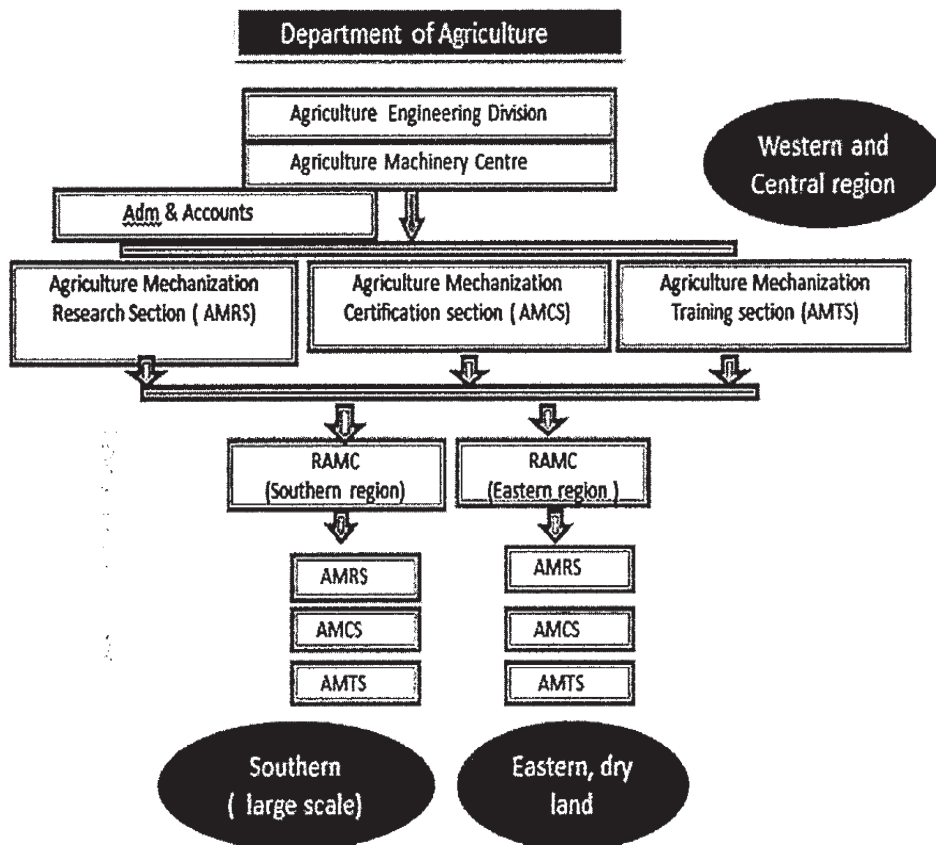 Department of Agriculture
Agriculture Engineering Division
Agriculture Machinery Centre
Western and
Central region
Adm & Accounts
Agriculture Mechanization
Research Section ( AMRS)
Agriculture Mechanization
Certification section ( AMCS)
Agriculture Mechanization
Training section (AMTS)
RAMC
(Southern region)
RAMC
(Eastern region )
AMRS
AMCS
AMTS
AMRS
AMCS
AMTS
Southern
( large scale)
Eastern, dry
land